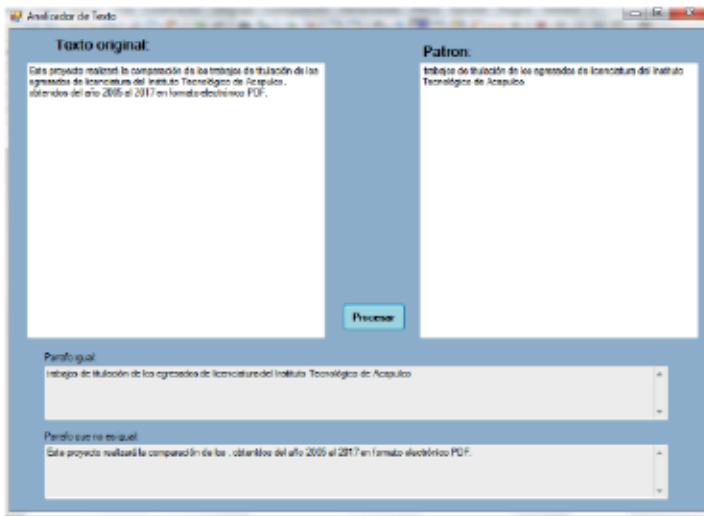 Analizador de Texto
Texto original:
Este proyecto realizará la comparación de los trabajos de titulación de los
egresados de licenciatura del Instituto Tecnológico de Acapulco ,
obtenidos del año 2005 al 2017 en formato electrónico PDF.
Patron:
trabajos de titulación de los egresados de licenciatura del Instituto
Tecnológico de Acapulco
Procesar
Parrafo igual
trabajos de titulación de los egresados de licenciatura del Instituto Tecnológico de Acapulco
Parrafo que no es igual
Este proyecto realizará la comparación de los , obtenidos del año 2005 al 2017 en formato electrónico PDF.